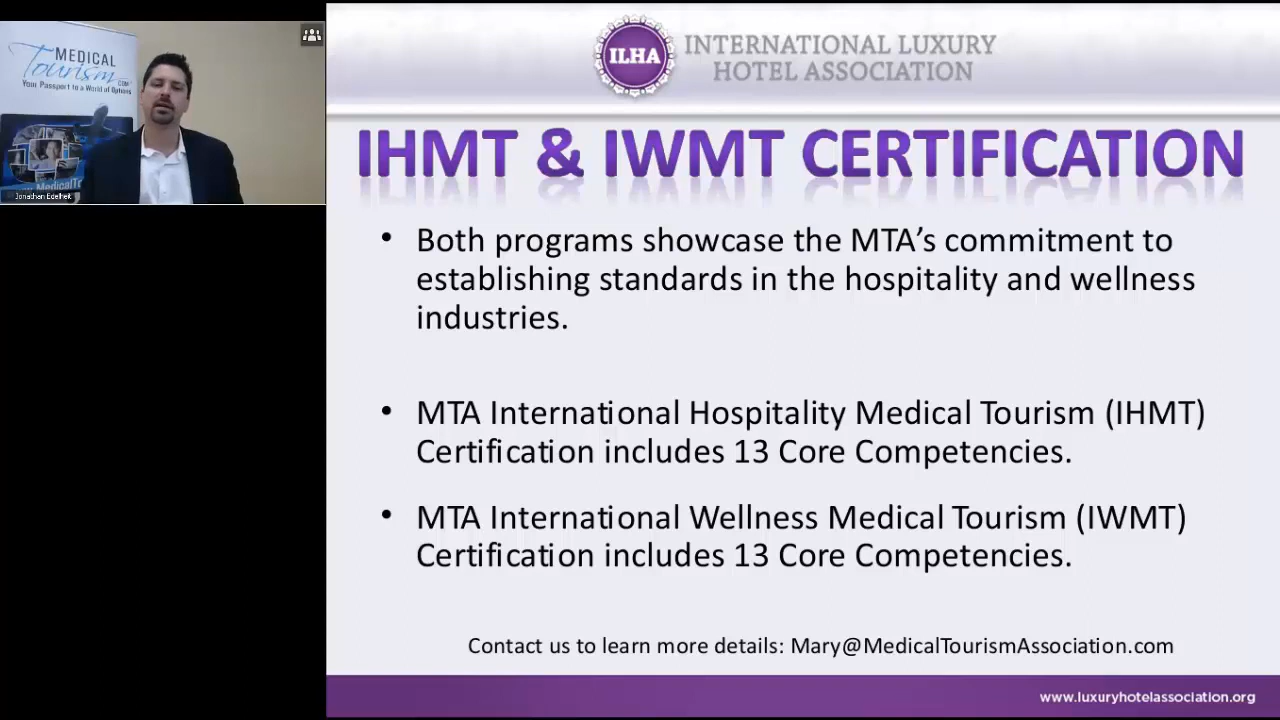 MEDICAL
Tourism
.COM
Your Passport to a World of Options
Jonathan Edelheit
ILHA
INTERNATIONAL LUXURY
HOTEL ASSOCIATION
IHMT & IWMT CERTIFICATION
• Both programs showcase the MTA’s commitment to
establishing standards in the hospitality and wellness
industries.
• MTA International Hospitality Medical Tourism (IHMT)
Certification includes 13 Core Competencies.
• MTA International Wellness Medical Tourism (IWMT)
Certification includes 13 Core Competencies.
Contact us to learn more details: Mary@MedicalTourismAssociation.com
www.luxuryhotelassociation.org